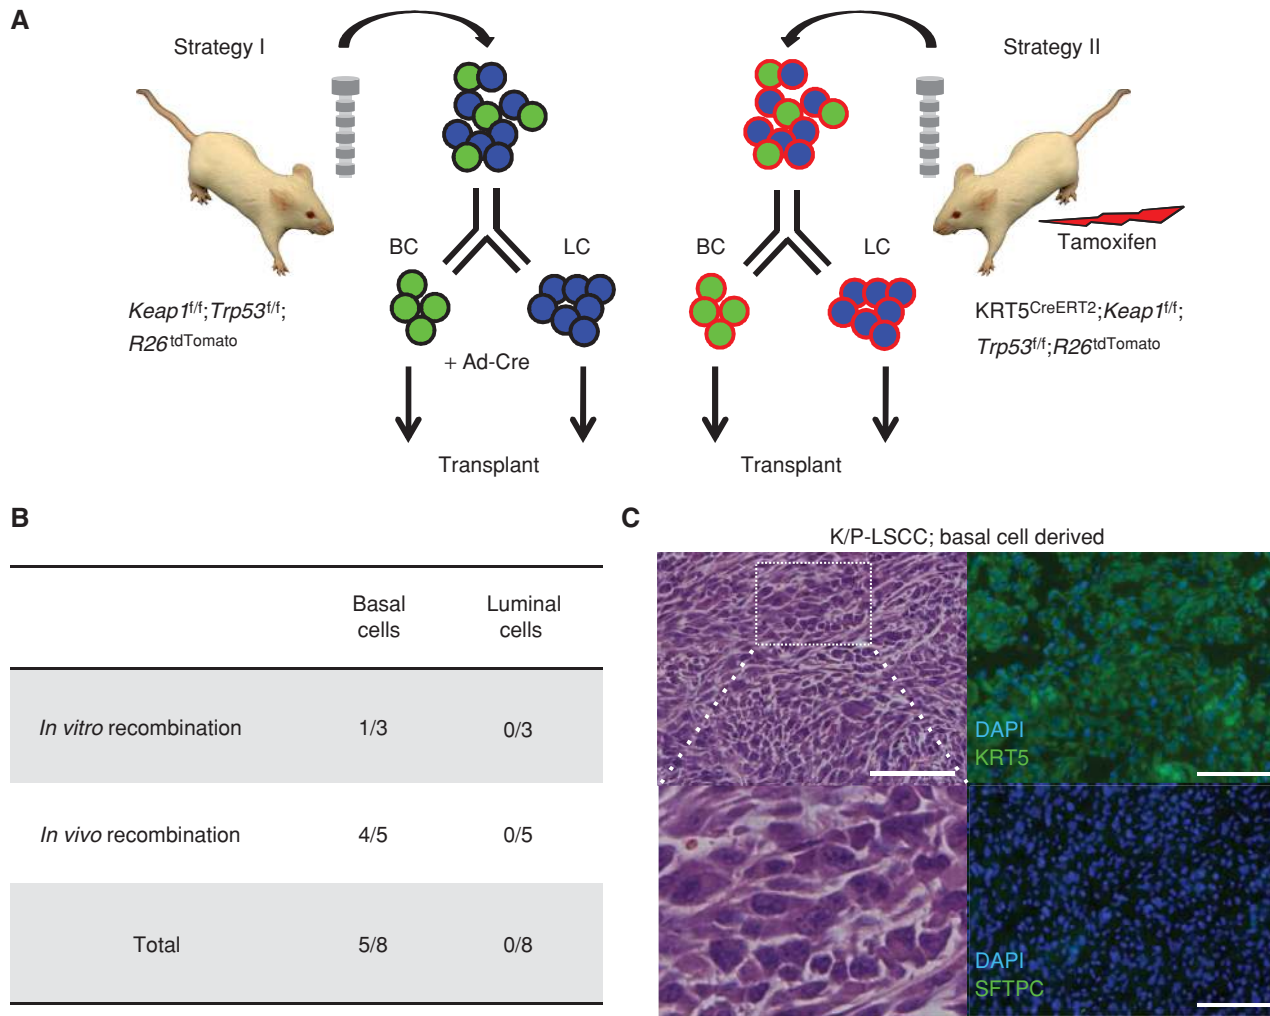 A
Strategy I
Strategy II
BC
LC
BC
LC
Tamoxifen
Keap1f/f;Trp53f/f;
R26tdTomato
+ Ad-Cre
KRT5CreERT2;Keap1f/f;
Trp53f/f;R26tdTomato
Transplant
Transplant
B
Basal
cells
Luminal
cells
In vitro recombination
1/3
0/3
In vivo recombination
4/5
0/5
Total
5/8
0/8
C
K/P-LSCC; basal cell derived
DAPI
KRT5
DAPI
SFTPC